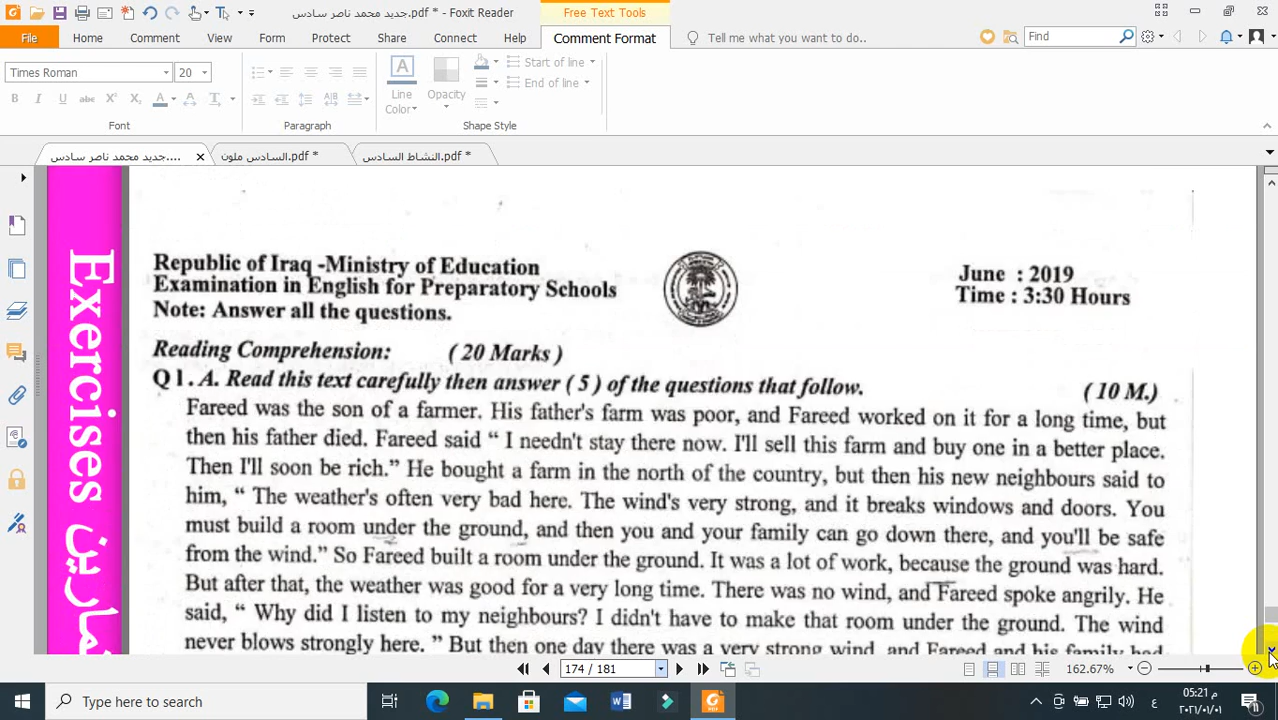 جديد محمد ناصر سادس.pdf * - Foxit Reader
Free Text Tools
File
Home
Comment
View
Form
Protect
Share
Connect
Help
Comment Format
Tell me what you want to do..
Find
Times Roman
20
Start of line
End of line
Line Color
Opacity
Font
Paragraph
Shape Style
جديد محمد ناصر سادس....
السادس ملون.pdf *
النشاط السادس.pdf *
Exercises تمارين
Republic of Iraq -Ministry of Education
Examination in English for Preparatory Schools
Note: Answer all the questions.
June : 2019
Time : 3:30 Hours
Reading Comprehension: ( 20 Marks )
Q1. A. Read this text carefully then answer ( 5 ) of the questions that follow. ( 10 M.)
Fareed was the son of a farmer. His father's farm was poor, and Fareed worked on it for a long time, but
then his father died. Fareed said “ I needn't stay there now. I'll sell this farm and buy one in a better place.
Then I'll soon be rich.” He bought a farm in the north of the country, but then his new neighbours said to
him, “ The weather's often very bad here. The wind's very strong, and it breaks windows and doors. You
must build a room under the ground, and then you and your family can go down there, and you'll be safe
from the wind.” So Fareed built a room under the ground. It was a lot of work, because the ground was hard.
But after that, the weather was good for a very long time. There was no wind, and Fareed spoke angrily. He
said, “ Why did I listen to my neighbours? I didn't have to make that room under the ground. The wind
never blows strongly here. ” But then one day there was a very strong wind, and Fareed and his family had
174 / 181
162.67%
Type here to search
05:21 م
٢٠٢١/٠١/٠١
ع
11